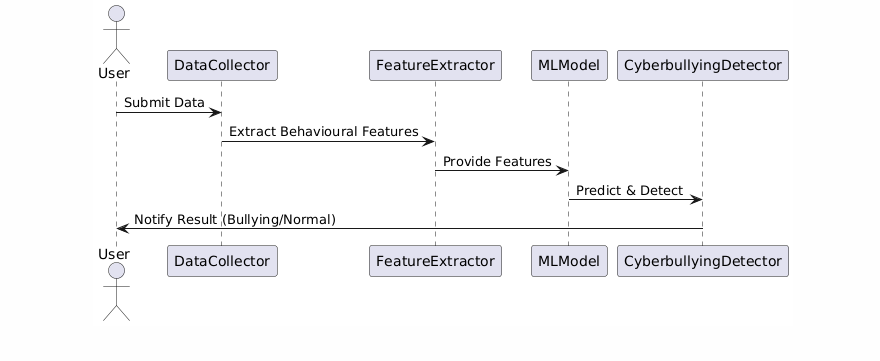 User
DataCollector
FeatureExtractor
MLModel
CyberbullyingDetector
Submit Data
Extract Behavioural Features
Provide Features
Predict & Detect
Notify Result (Bullying/Normal)
User
DataCollector
FeatureExtractor
MLModel
CyberbullyingDetector